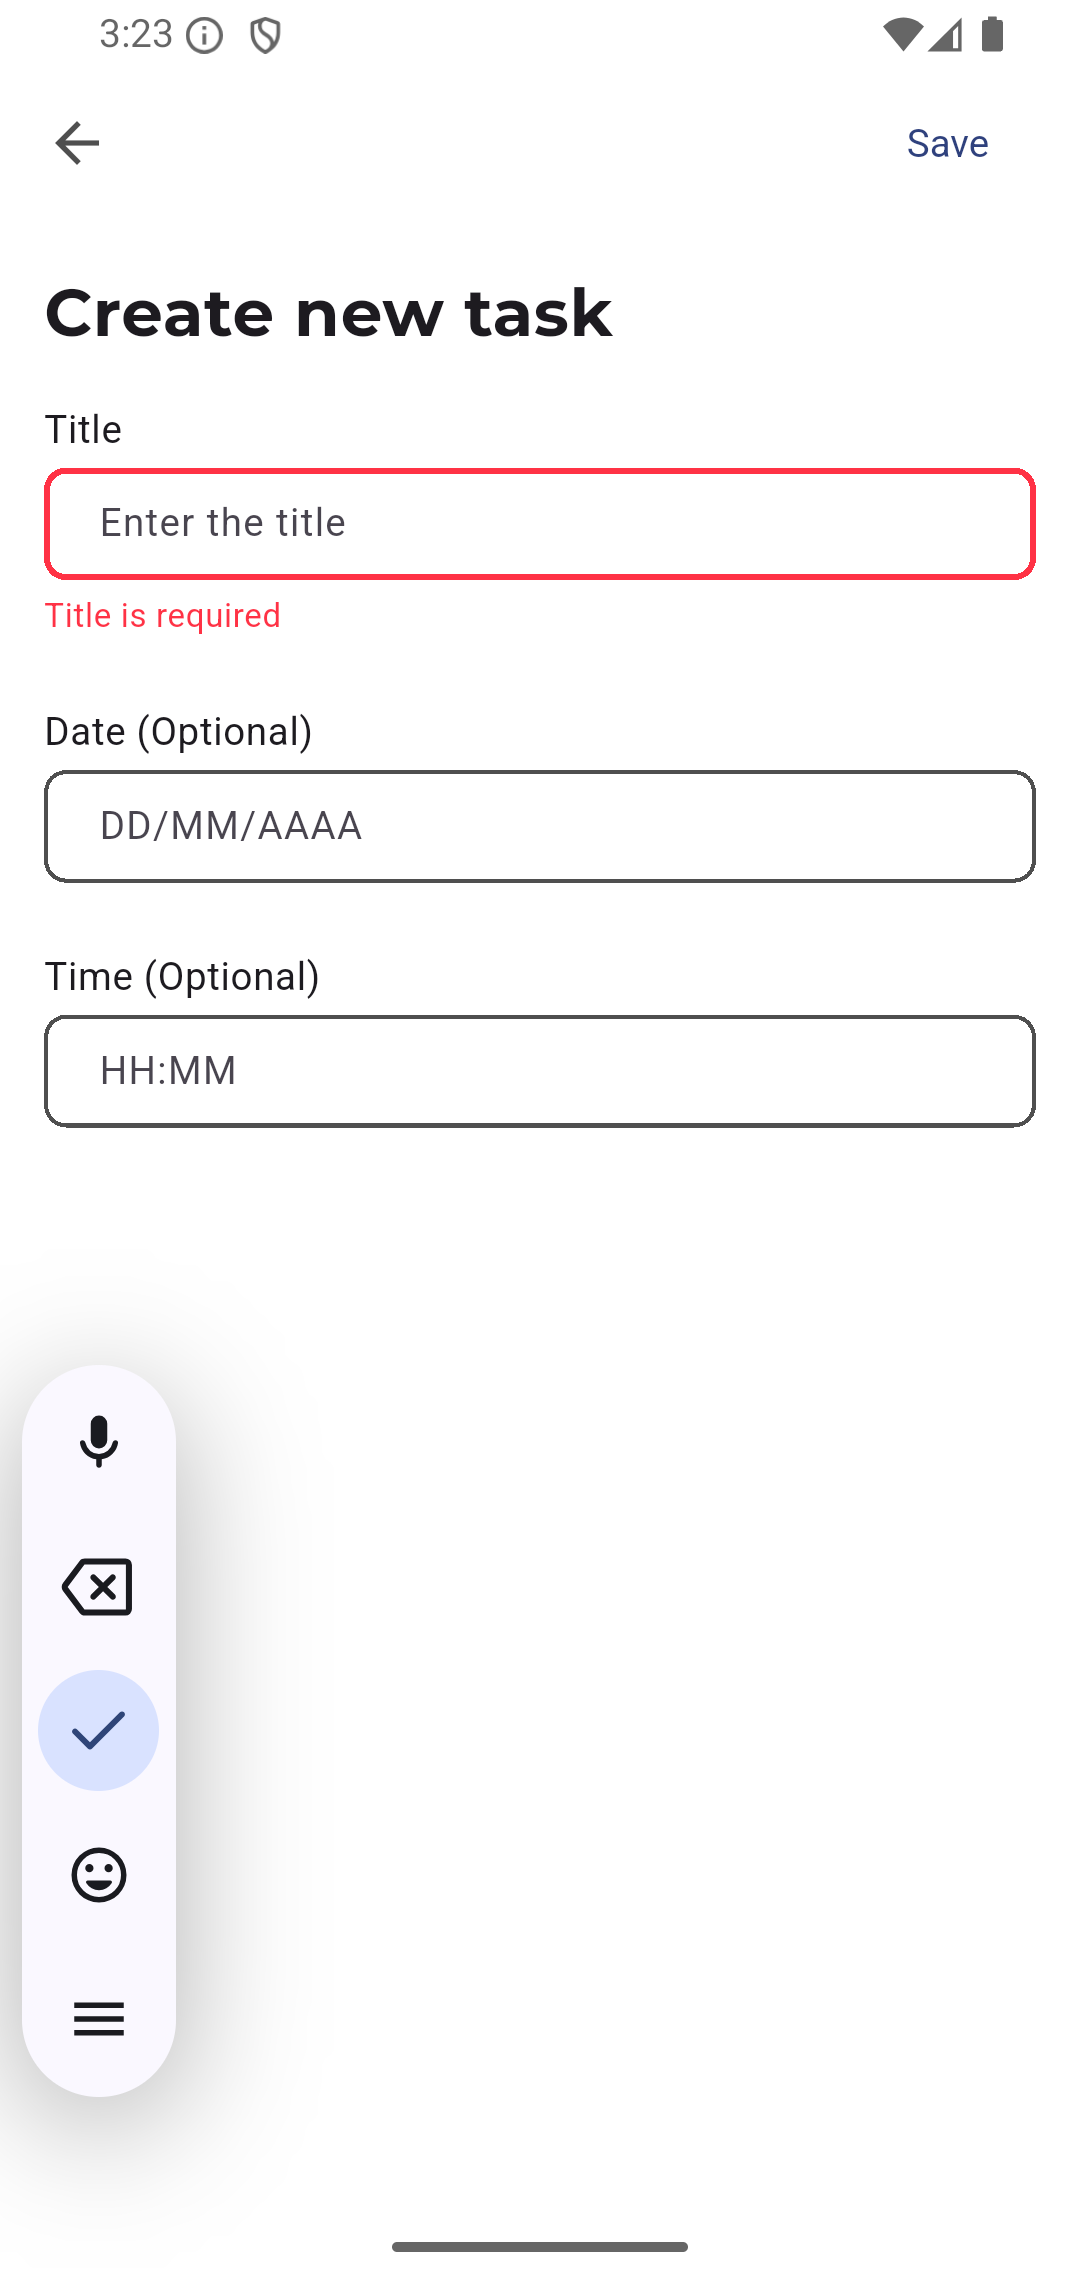 3:23
Save
Create new task
Title
Enter the title
Title is required
Date (Optional)
DD/MM/AAAA
Time (Optional)
HH:MM